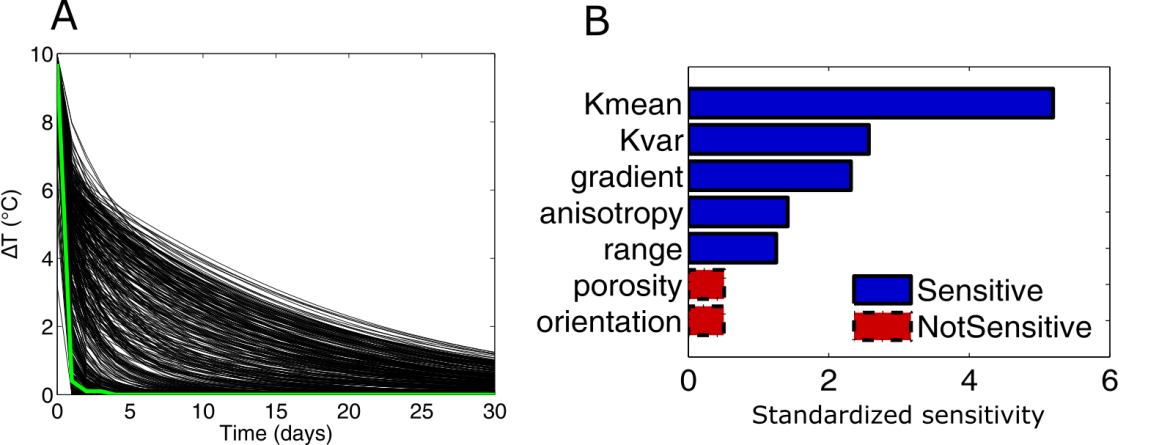 A
10
8
6
4
2
0
ΔT (°C)
0 5 10 15 20 25 30
Time (days)
B
Kmean
Kvar
gradient
anisotropy
range
porosity
orientation
Sensitive
NotSensitive
0 2 4 6
Standardized sensitivity